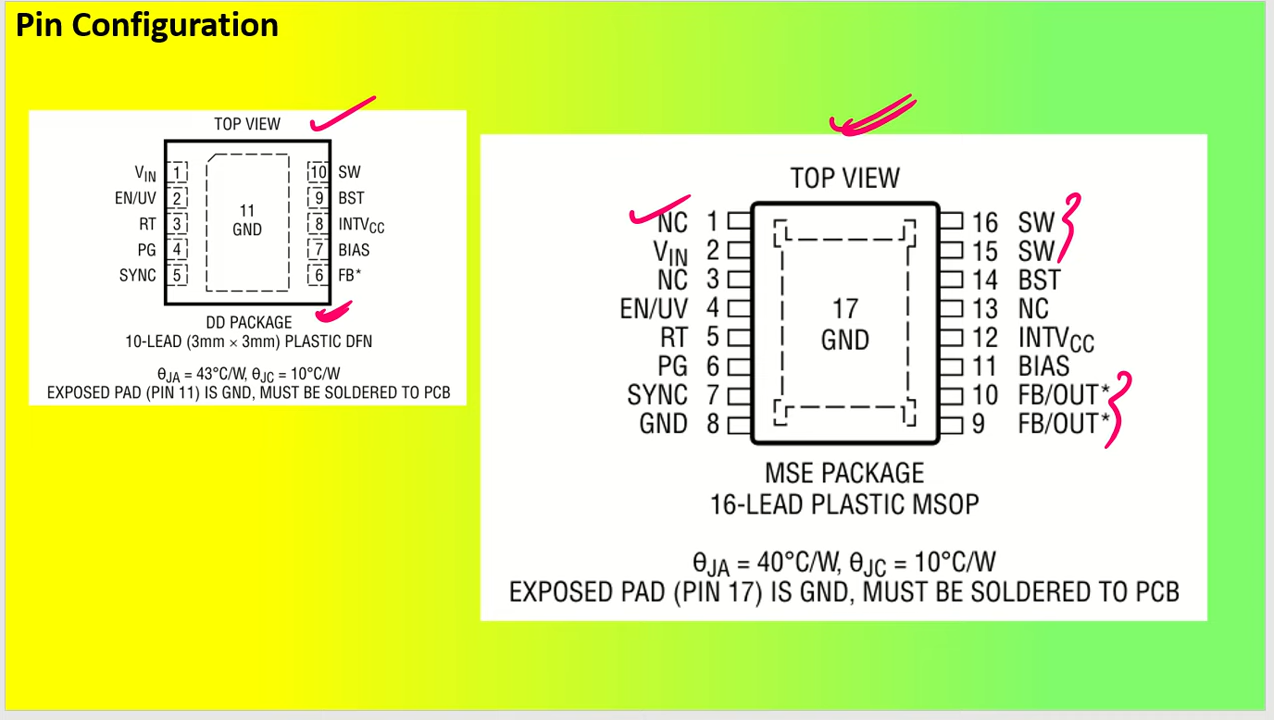 Pin Configuration
TOP VIEW
VIN 1
EN/UV 2
RT 3
PG 4
SYNC 5
11
GND
10 SW
9 BST
8 INTVCC
7 BIAS
6 FB*
DD PACKAGE
10-LEAD (3mm × 3mm) PLASTIC DFN
θJA = 43°C/W, θJC = 10°C/W
EXPOSED PAD (PIN 11) IS GND, MUST BE SOLDERED TO PCB
TOP VIEW
NC 1
VIN 2
NC 3
EN/UV 4
RT 5
PG 6
SYNC 7
GND 8
17
GND
16 SW
15 SW
14 BST
13 NC
12 INTVCC
11 BIAS
10 FB/OUT*
9 FB/OUT*
MSE PACKAGE
16-LEAD PLASTIC MSOP
θJA = 40°C/W, θJC = 10°C/W
EXPOSED PAD (PIN 17) IS GND, MUST BE SOLDERED TO PCB